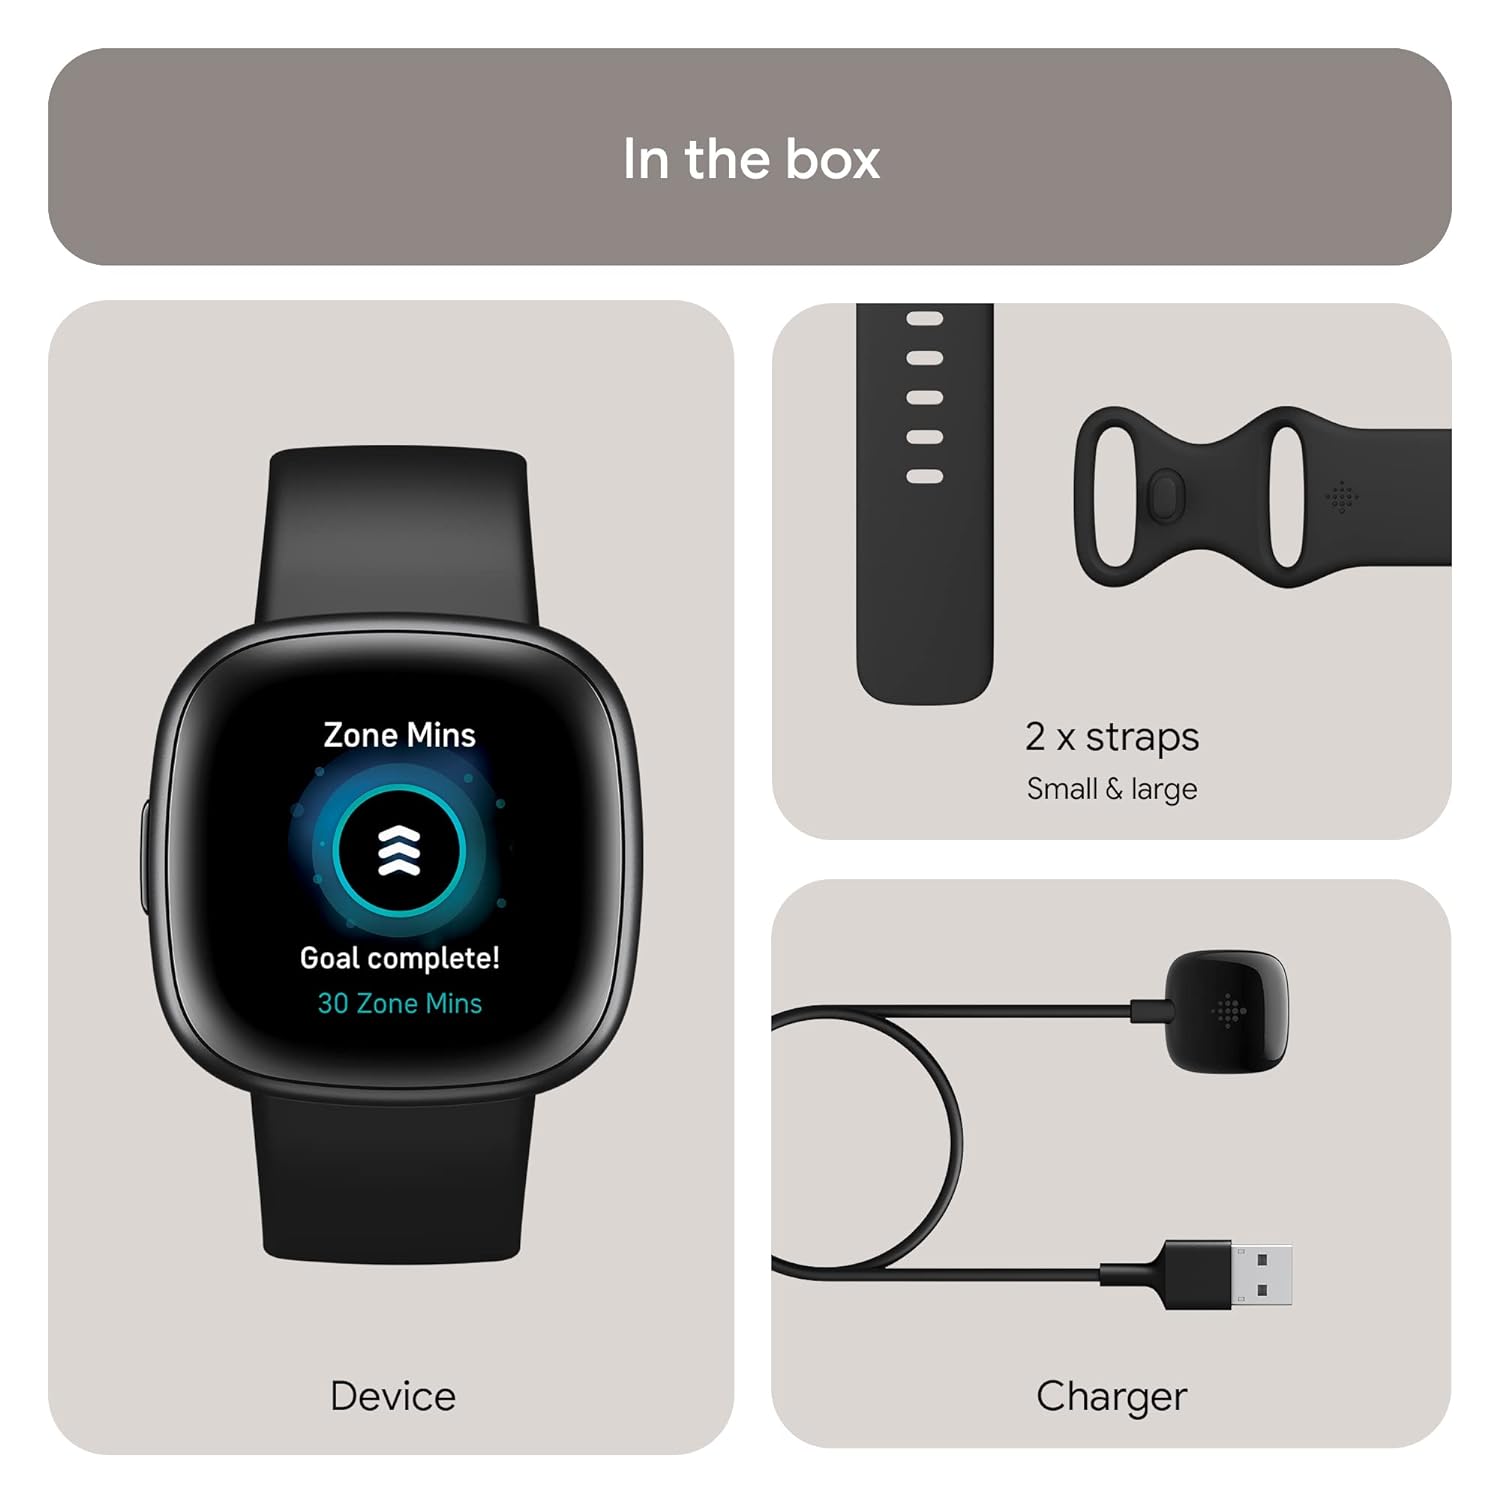 In the box
Zone Mins
Goal complete!
30 Zone Mins
Device
2 x straps
Small & large
Charger